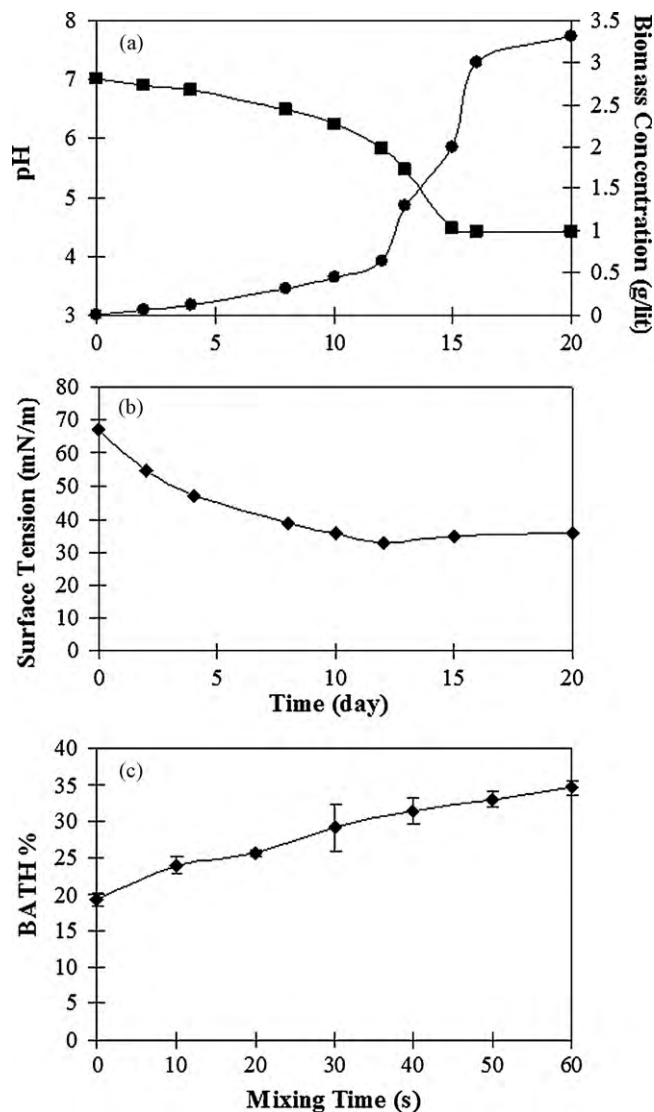 (a)
pH
8
7
6
5
4
3
3.5
3
2.5
2
1.5
1
0.5
0
Biomass Concentration (g/lit)
0 5 10 15 20
(b)
Surface Tension (mN/m)
80
70
60
50
40
30
20
10
0
0 5 10 15 20
Time (day)
(c)
BATH %
40
35
30
25
20
15
10
5
0
0 10 20 30 40 50 60
Mixing Time (s)